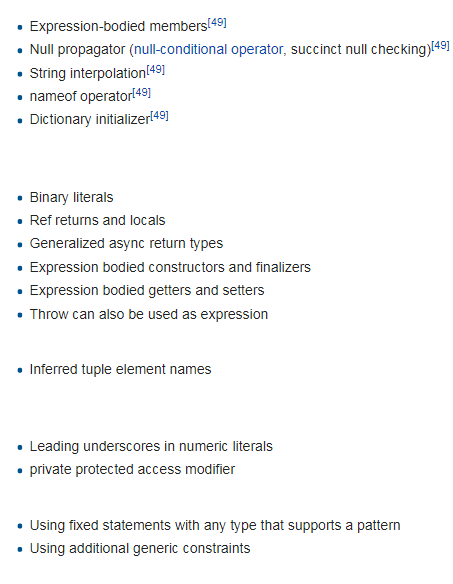 Expression-bodied members[49]
Null propagator (null-conditional operator, succinct null checking)[49]
String interpolation[49]
nameof operator[49]
Dictionary initializer[49]
Binary literals
Ref returns and locals
Generalized async return types
Expression bodied constructors and finalizers
Expression bodied getters and setters
Throw can also be used as expression
Inferred tuple element names
Leading underscores in numeric literals
private protected access modifier
Using fixed statements with any type that supports a pattern
Using additional generic constraints